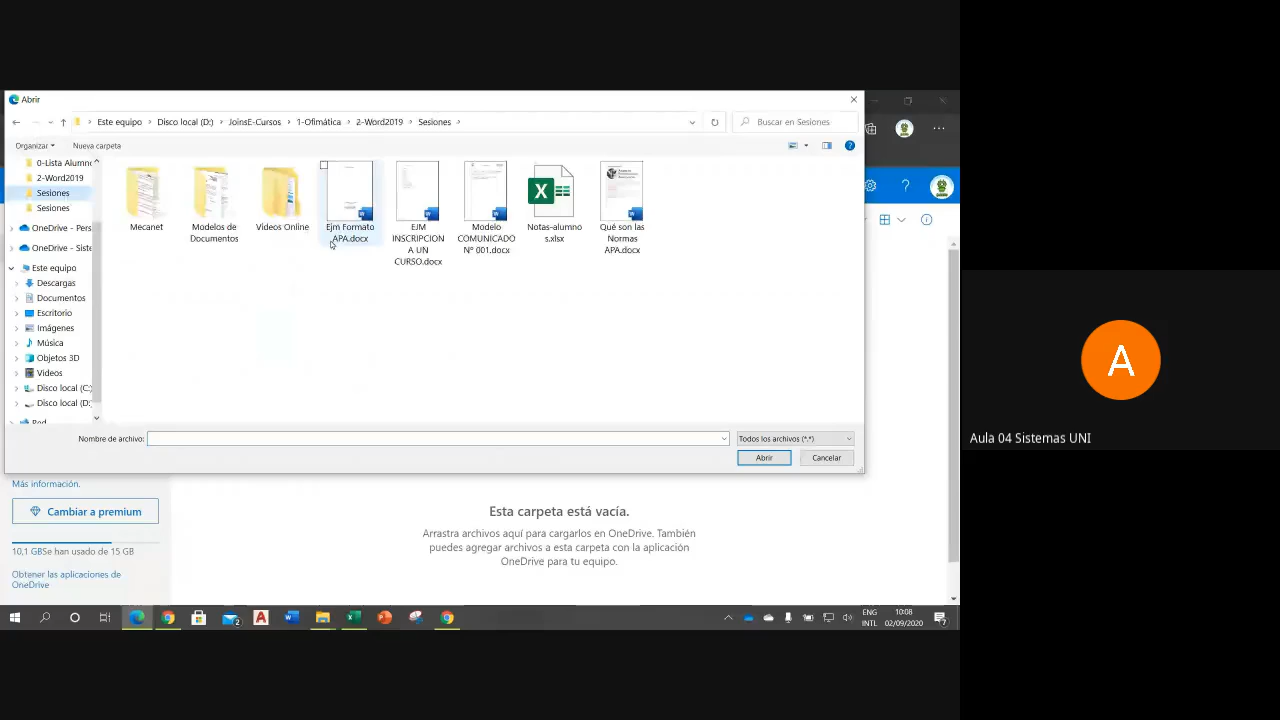 Abrir
Este equipo > Disco local (D:) > JoinsE-Cursos > 1-Ofimática > 2-Word2019 > Sesiones >
Buscar en Sesiones
Organizar
Nueva carpeta
0-Lista Alumno
2-Word2019
Sesiones
Sesiones
OneDrive - Pers
OneDrive - Siste
Este equipo
Descargas
Documentos
Escritorio
Imágenes
Música
Objetos 3D
Vídeos
Disco local (C:)
Disco local (D:
Red
Mecanet
Modelos de
Documentos
Vídeos Online
Ejm Formato
APA.docx
EJM
INSCRIPCION
A UN
CURSO.docx
Modelo
COMUNICADO
Nº 001.docx
Notas-alumno
s.xlsx
Qué son las
Normas
APA.docx
Nombre de archivo:
Todos los archivos (*.*)
Abrir
Cancelar
Más información.
Cambiar a premium
10,1 GBSe han usado de 15 GB
Obtener las aplicaciones de
OneDrive
Esta carpeta está vacía.
Arrastra archivos aquí para cargarlos en OneDrive. También
puedes agregar archivos a esta carpeta con la aplicación
OneDrive para tu equipo.
ENG
INTL
10:08
02/09/2020
A
Aula 04 Sistemas UNI